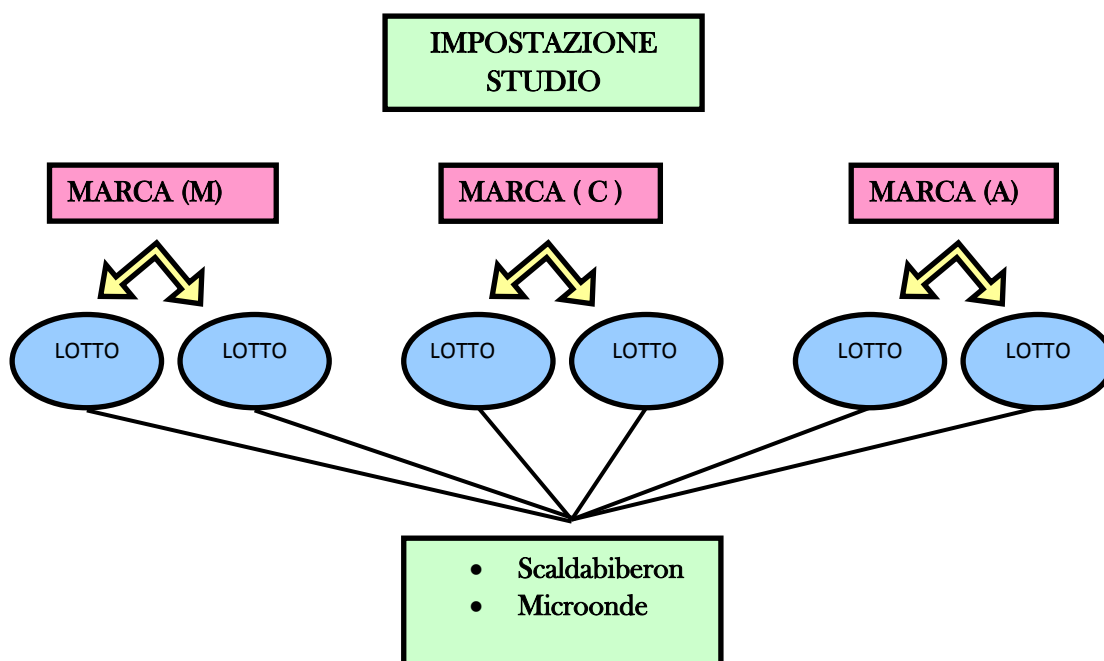 IMPOSTAZIONE
STUDIO
MARCA (M)
MARCA ( C )
MARCA (A)
LOTTO
LOTTO
LOTTO
LOTTO
LOTTO
LOTTO
• Scaldabiberon
• Microonde